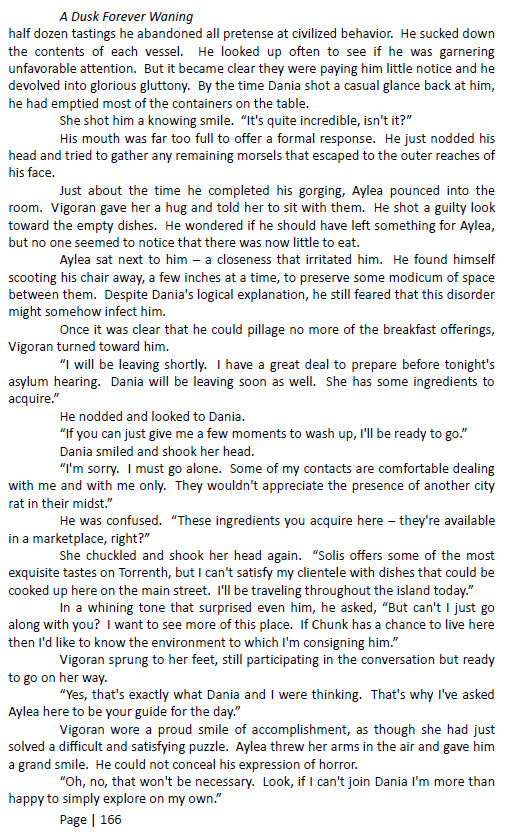 A Dusk Forever Waning
half dozen tastings he abandoned all pretense at civilized behavior.  He sucked down
the contents of each vessel.  He looked up often to see if he was garnering
unfavorable attention.  But it became clear they were paying him little notice and he
devolved into glorious gluttony.  By the time Dania shot a casual glance back at him,
he had emptied most of the containers on the table.
She shot him a knowing smile.  "It's quite incredible, isn't it?"
His mouth was far too full to offer a formal response.  He just nodded his
head and tried to gather any remaining morsels that escaped to the outer reaches of
his face.
Just about the time he completed his gorging, Aylea pounced into the
room.  Vigoran gave her a hug and told her to sit with them.  He shot a guilty look
toward the empty dishes.  He wondered if he should have left something for Aylea,
but no one seemed to notice that there was now little to eat.
Aylea sat next to him – a closeness that irritated him.  He found himself
scooting his chair away, a few inches at a time, to preserve some modicum of space
between them.  Despite Dania's logical explanation, he still feared that this disorder
might somehow infect him.
Once it was clear that he could pillage no more of the breakfast offerings,
Vigoran turned toward him.
“I will be leaving shortly.  I have a great deal to prepare before tonight's
asylum hearing.  Dania will be leaving soon as well.  She has some ingredients to
acquire.”
He nodded and looked to Dania.
“If you can just give me a few moments to wash up, I'll be ready to go.”
Dania smiled and shook her head.
“I'm sorry.  I must go alone.  Some of my contacts are comfortable dealing
with me and with me only.  They wouldn't appreciate the presence of another city
rat in their midst.”
He was confused.  “These ingredients you acquire here – they're available
in a marketplace, right?”
She chuckled and shook her head again.  “Solis offers some of the most
exquisite tastes on Torrenth, but I can't satisfy my clientele with dishes that could be
cooked up here on the main street.  I'll be traveling throughout the island today.”
In a whining tone that surprised even him, he asked, “But can't I just go
along with you?  I want to see more of this place.  If Chunk has a chance to live here
then I'd like to know the environment to which I'm consigning him.”
Vigoran sprung to her feet, still participating in the conversation but ready
to go on her way.
“Yes, that's exactly what Dania and I were thinking.  That's why I've asked
Aylea here to be your guide for the day.”
Vigoran wore a proud smile of accomplishment, as though she had just
solved a difficult and satisfying puzzle.  Aylea threw her arms in the air and gave him
a grand smile.  He could not conceal his expression of horror.
“Oh, no, that won't be necessary.  Look, if I can't join Dania I'm more than
happy to simply explore on my own.”
Page | 166